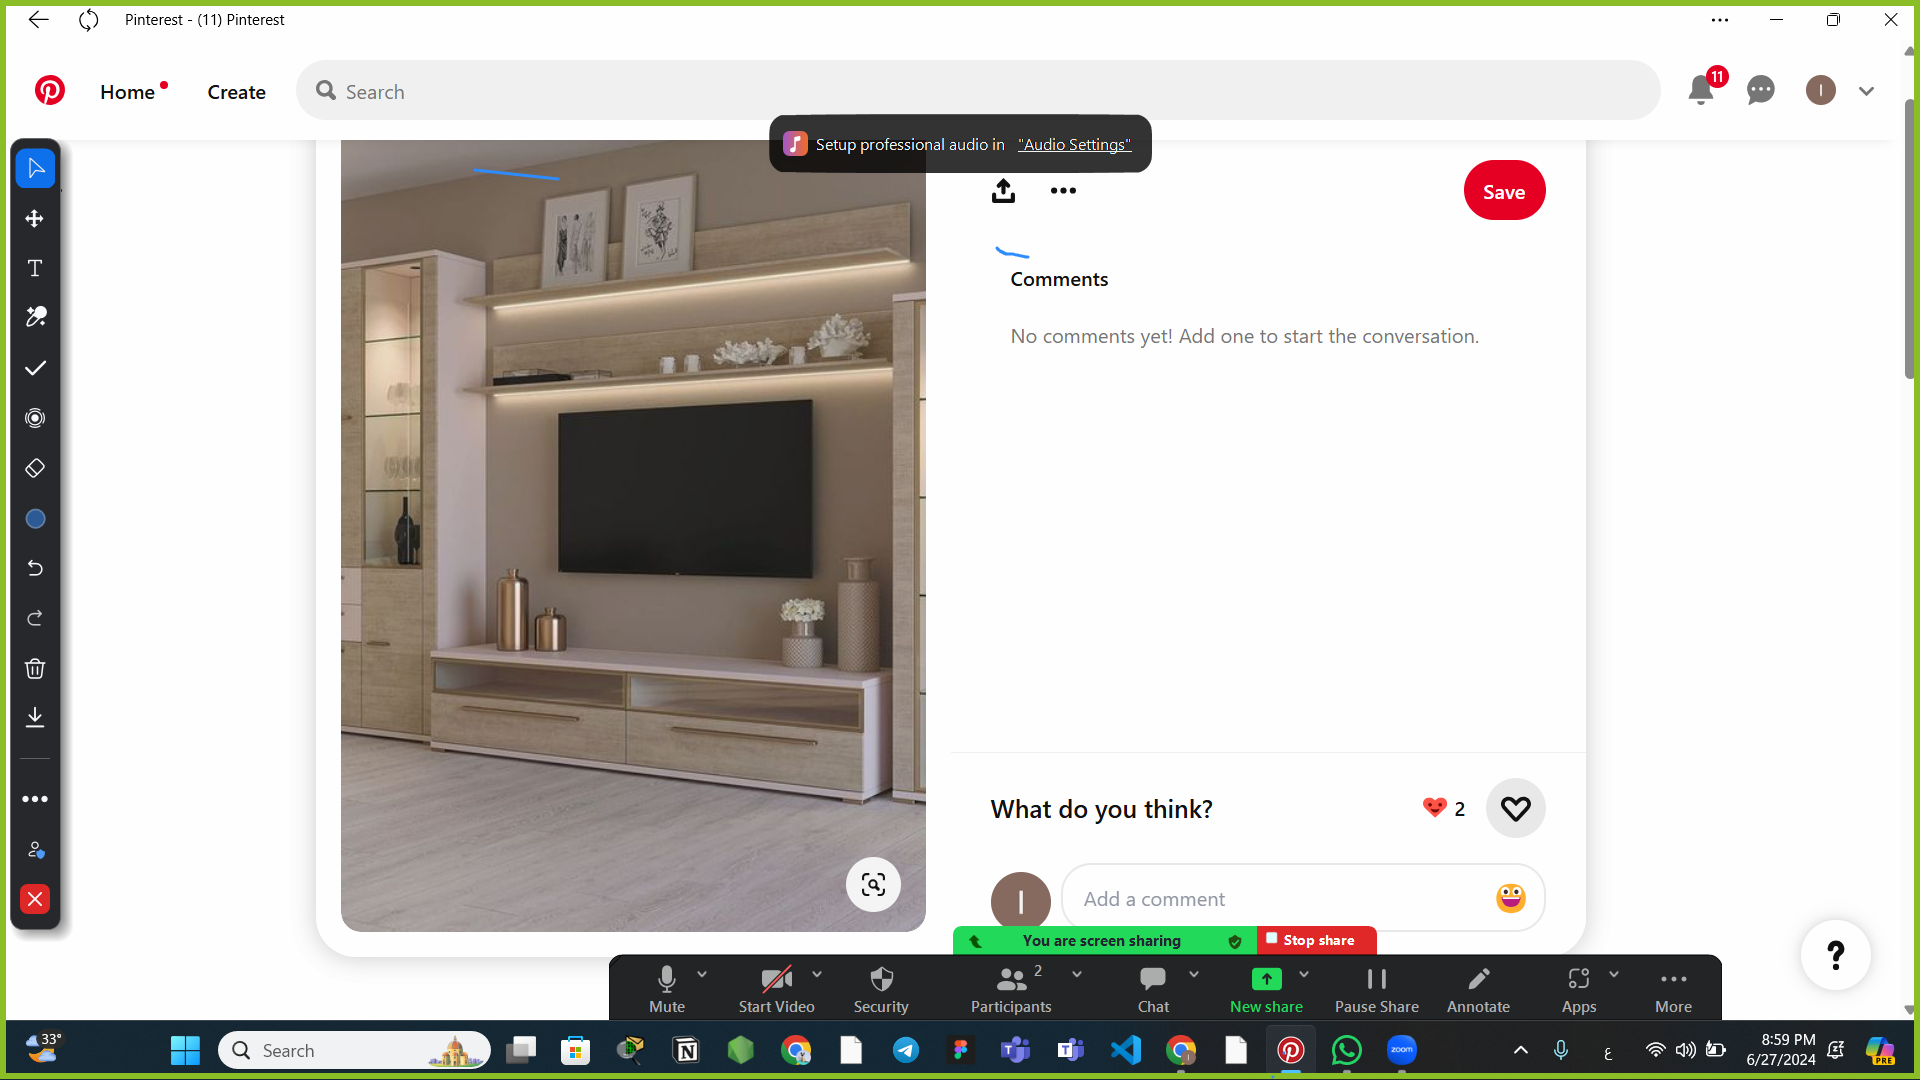 Pinterest - (11) Pinterest
Home
Create
Search
11
I
Setup professional audio in "Audio Settings"
T
Save
Comments
No comments yet! Add one to start the conversation.
What do you think?
2
I
Add a comment
You are screen sharing
Stop share
?
Mute
Start Video
Security
2
Participants
Chat
New share
Pause Share
Annotate
Apps
More
33°
Search
zoom
ع
8:59 PM
6/27/2024
PRE